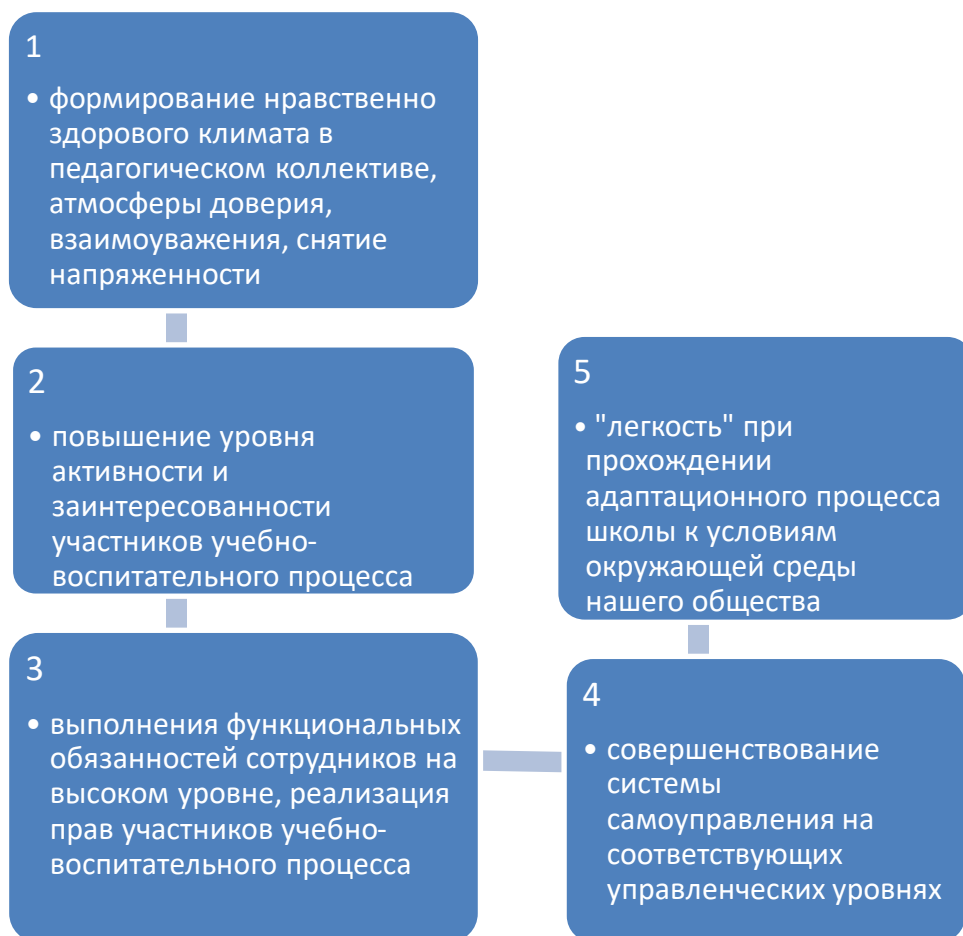 1
• формирование нравственно
здорового климата в
педагогическом коллективе,
атмосферы доверия,
взаимоуважения, снятие
напряженности
2
• повышение уровня
активности и
заинтересованности
участников учебно-
воспитательного процесса
3
• выполнения функциональных
обязанностей сотрудников на
высоком уровне, реализация
прав участников учебно-
воспитательного процесса
4
• совершенствование
системы
самоуправления на
соответствующих
управленческих уровнях
5
• "легкость" при
прохождении
адаптационного процесса
школы к условиям
окружающей среды
нашего общества